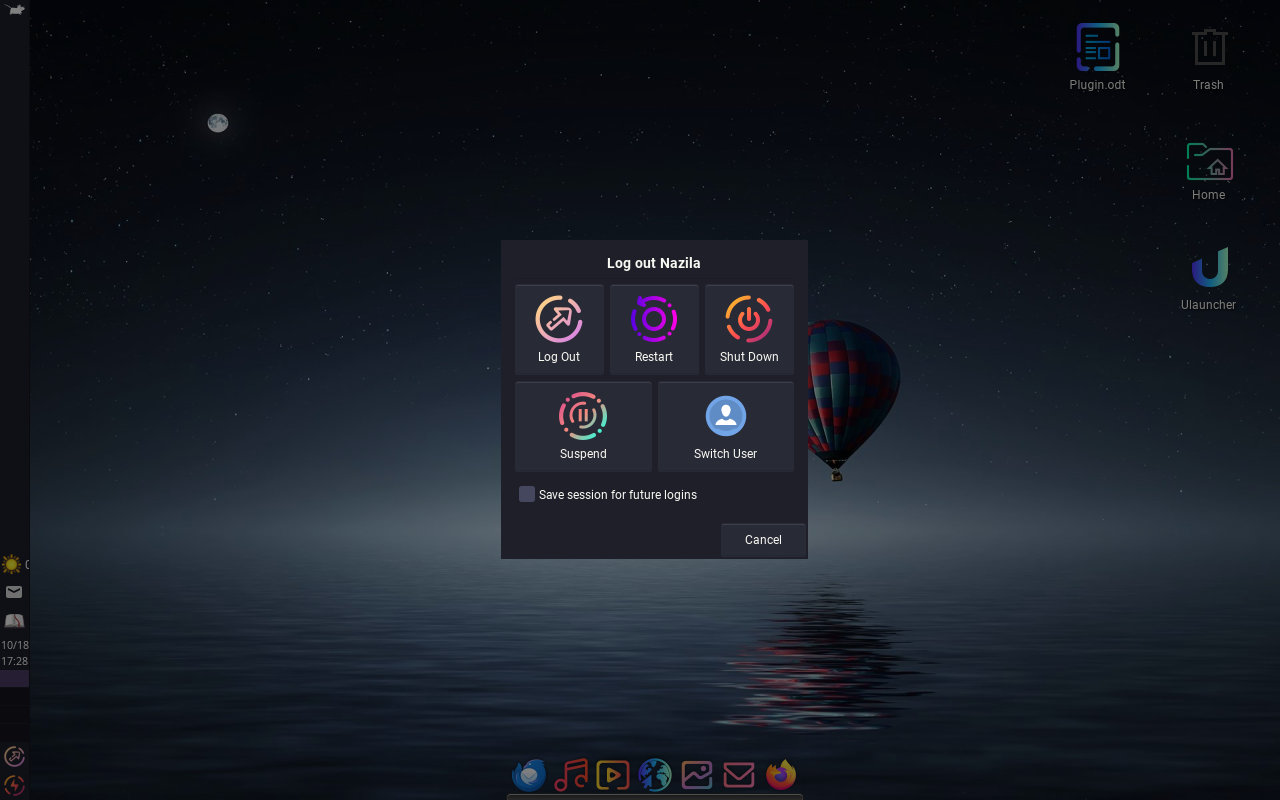 Plugin.odt
Trash
Home
Ulauncher
Log out Nazila
Log Out
Restart
Shut Down
Suspend
Switch User
Save session for future logins
Cancel
10/18
17:28